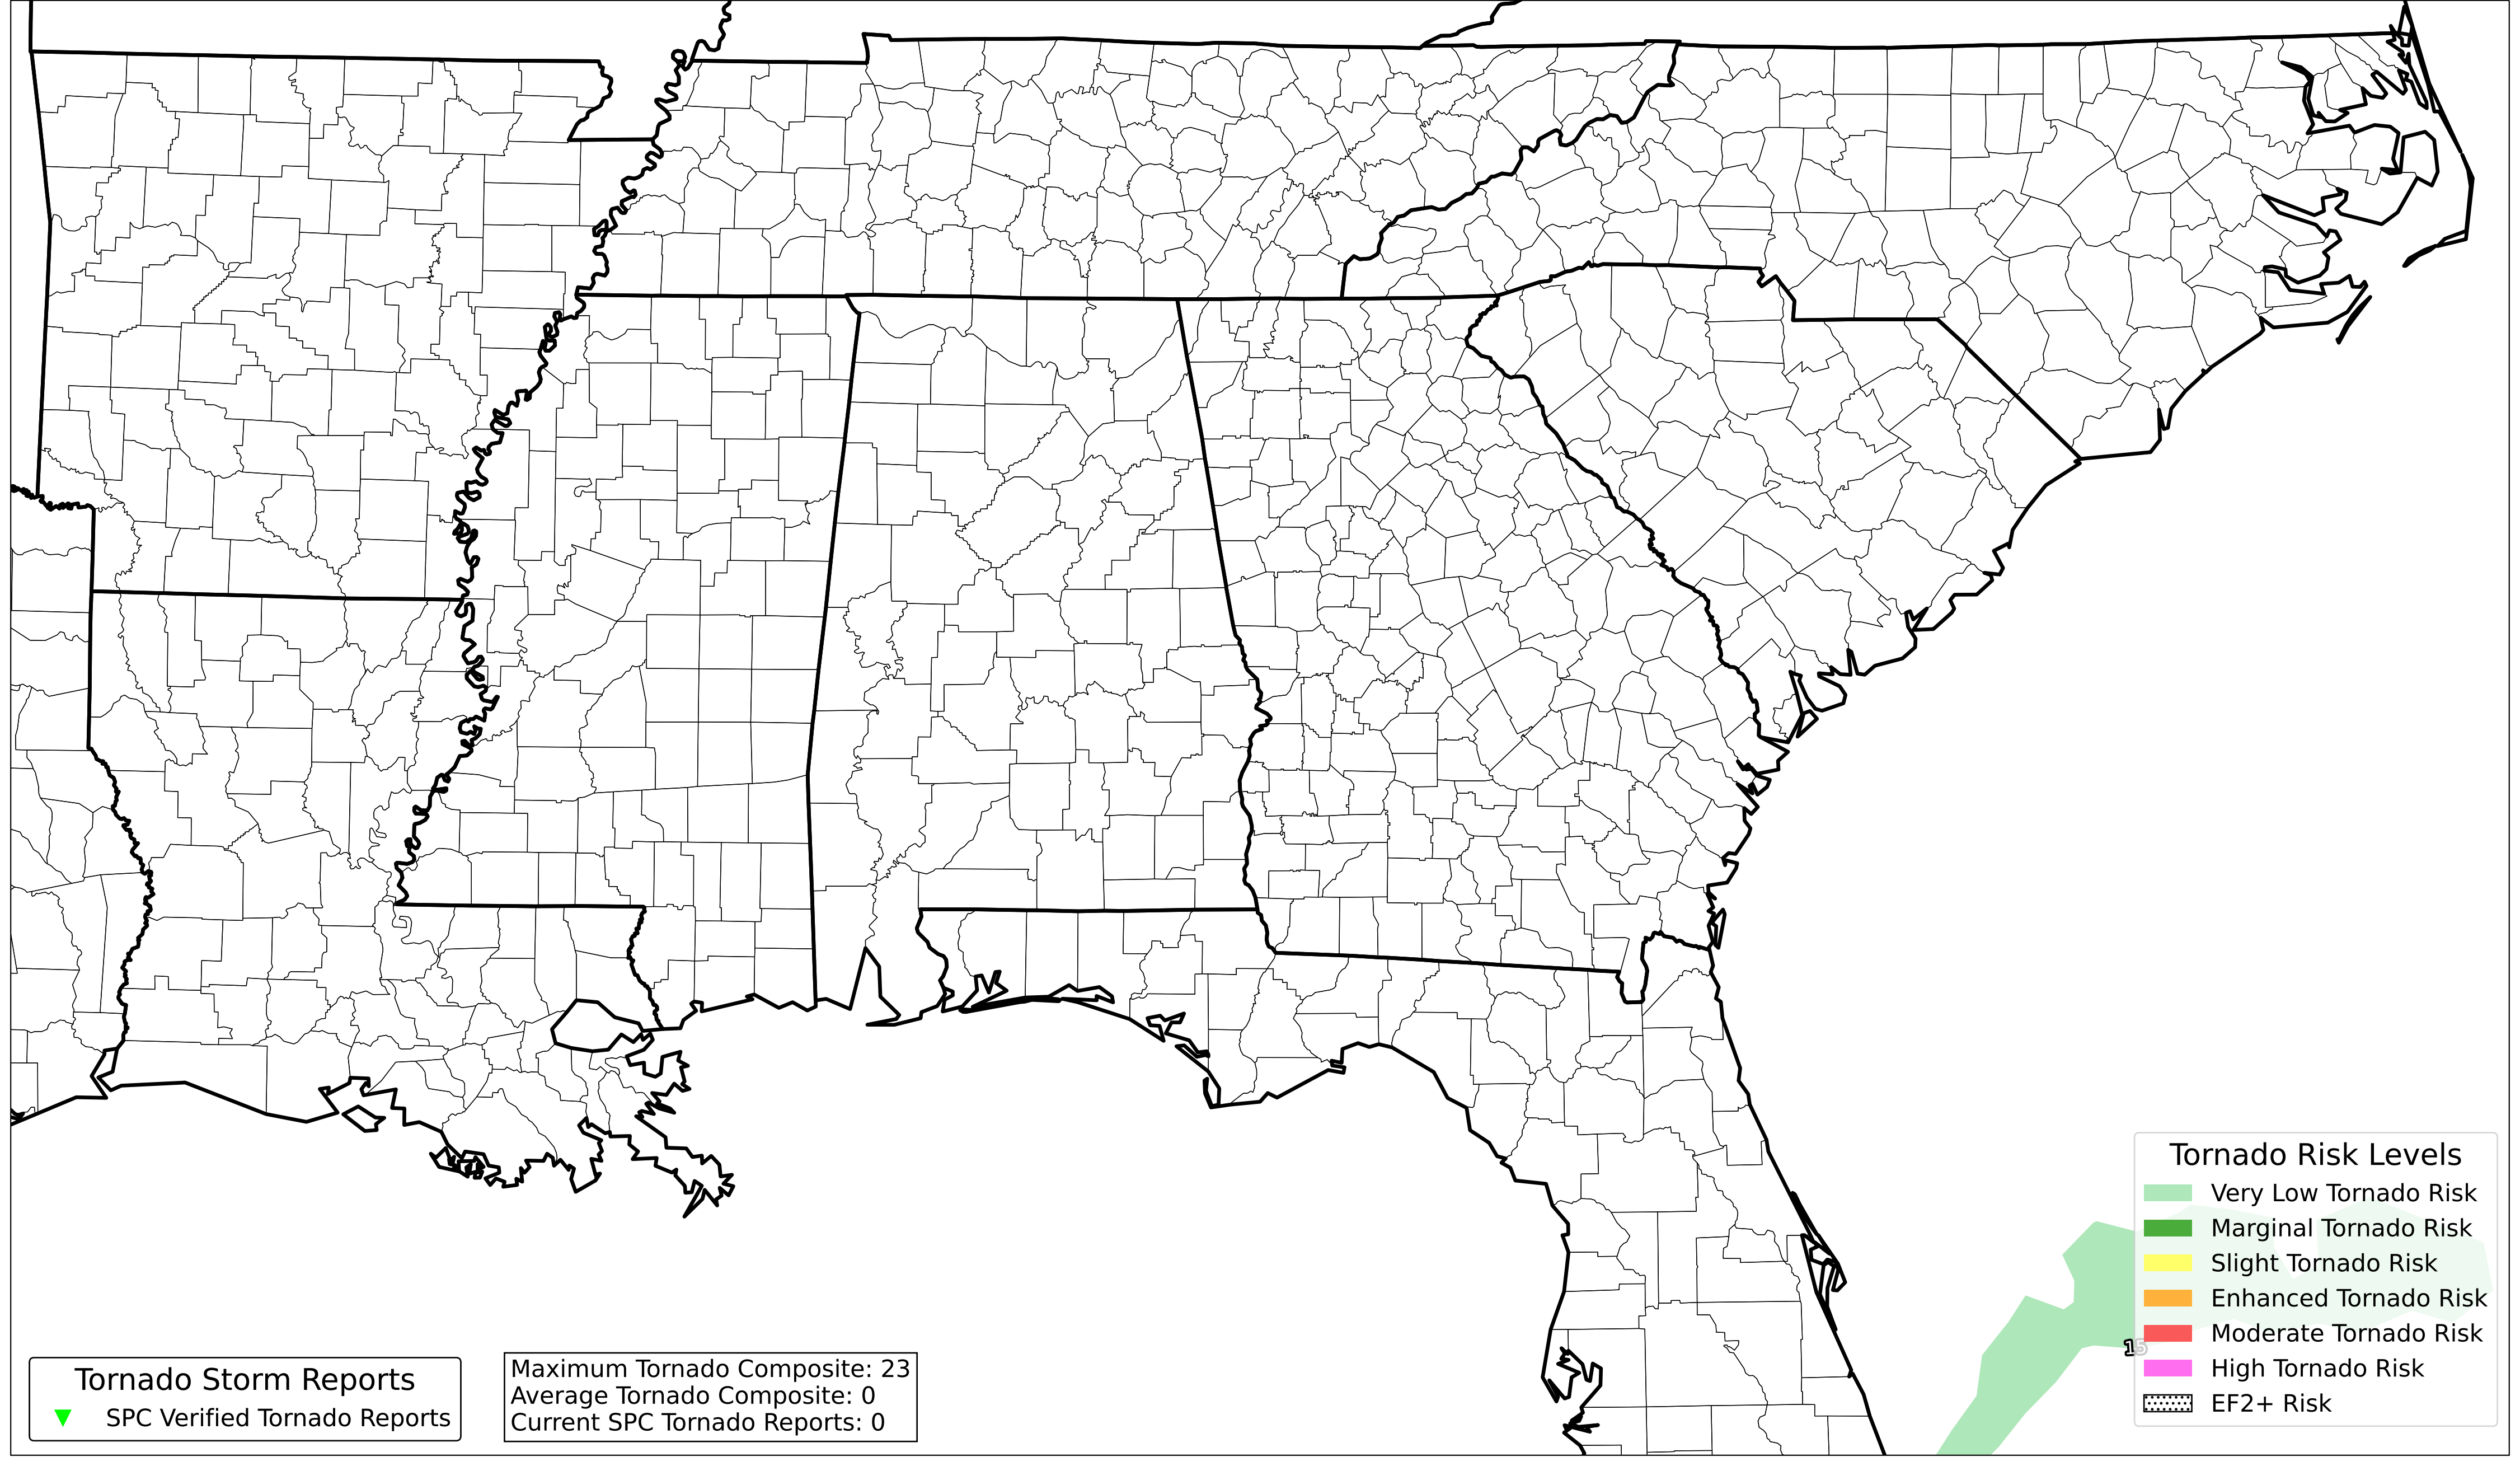 Tornado Risk Levels
Very Low Tornado Risk
Marginal Tornado Risk
Slight Tornado Risk
Enhanced Tornado Risk
15
Moderate Tornado Risk
High Tornado Risk
EF2+ Risk
Tornado Storm Reports
SPC Verified Tornado Reports
Maximum Tornado Composite: 23
Average Tornado Composite: 0
Current SPC Tornado Reports: 0